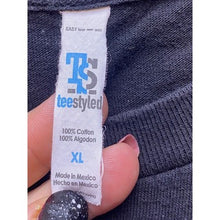 TS
teestyled
XL
100% Cotton
100% Algodon
Made in Mexico
Hecho en Mexico